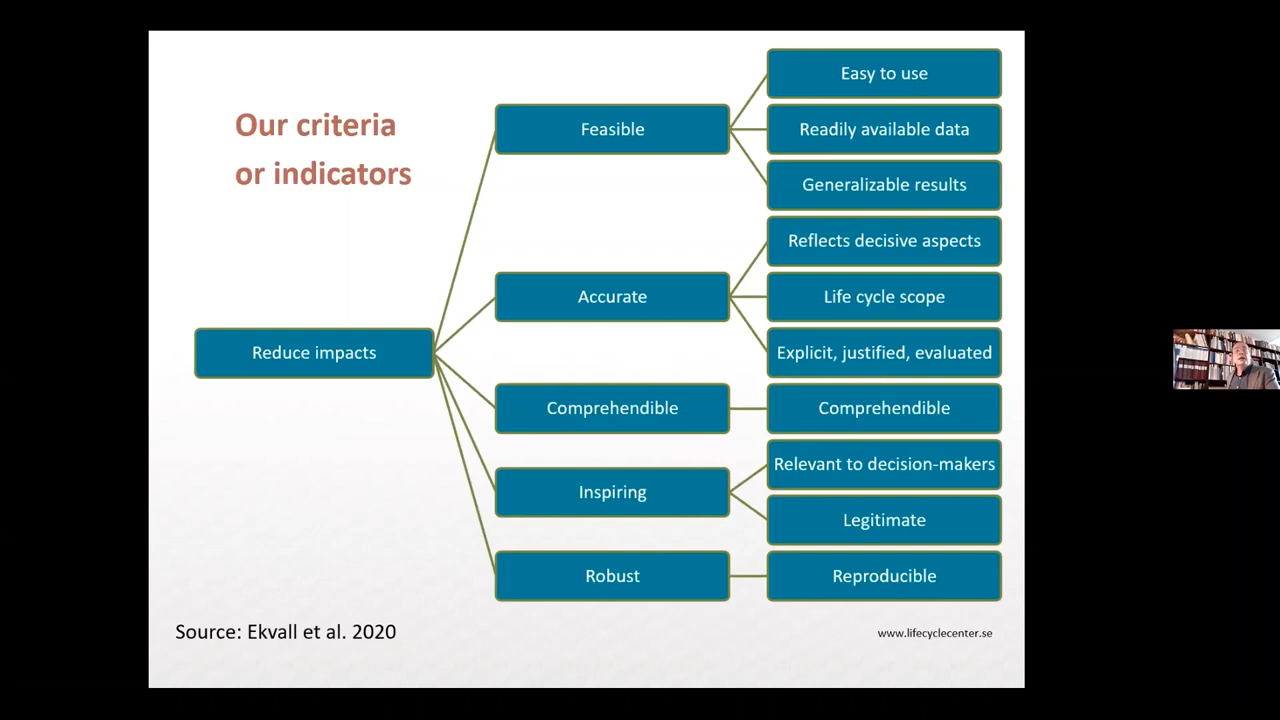 Our criteria
or indicators
Reduce impacts
Feasible
Easy to use
Readily available data
Generalizable results
Accurate
Reflects decisive aspects
Life cycle scope
Explicit, justified, evaluated
Comprehendible
Comprehendible
Inspiring
Relevant to decision-makers
Legitimate
Robust
Reproducible
Source: Ekvall et al. 2020
www.lifecyclecenter.se